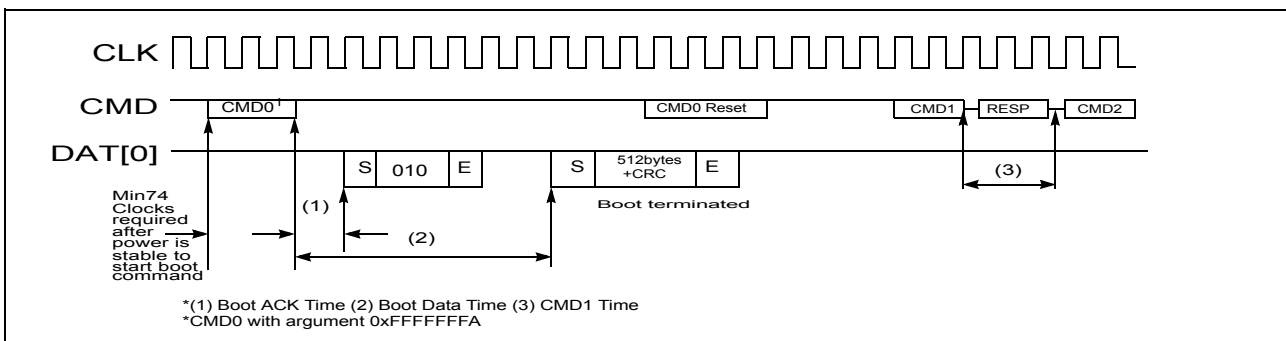 CLK
CMD
CMD0¹
CMD0 Reset
CMD1
RESP
CMD2
DAT[0]
S
010
E
S
512bytes
+CRC
E
(3)
Boot terminated
Min74
Clocks
required
after
power is
stable to
start boot
command
(1)
(2)
*(1) Boot ACK Time (2) Boot Data Time (3) CMD1 Time
*CMD0 with argument 0xFFFFFFFA